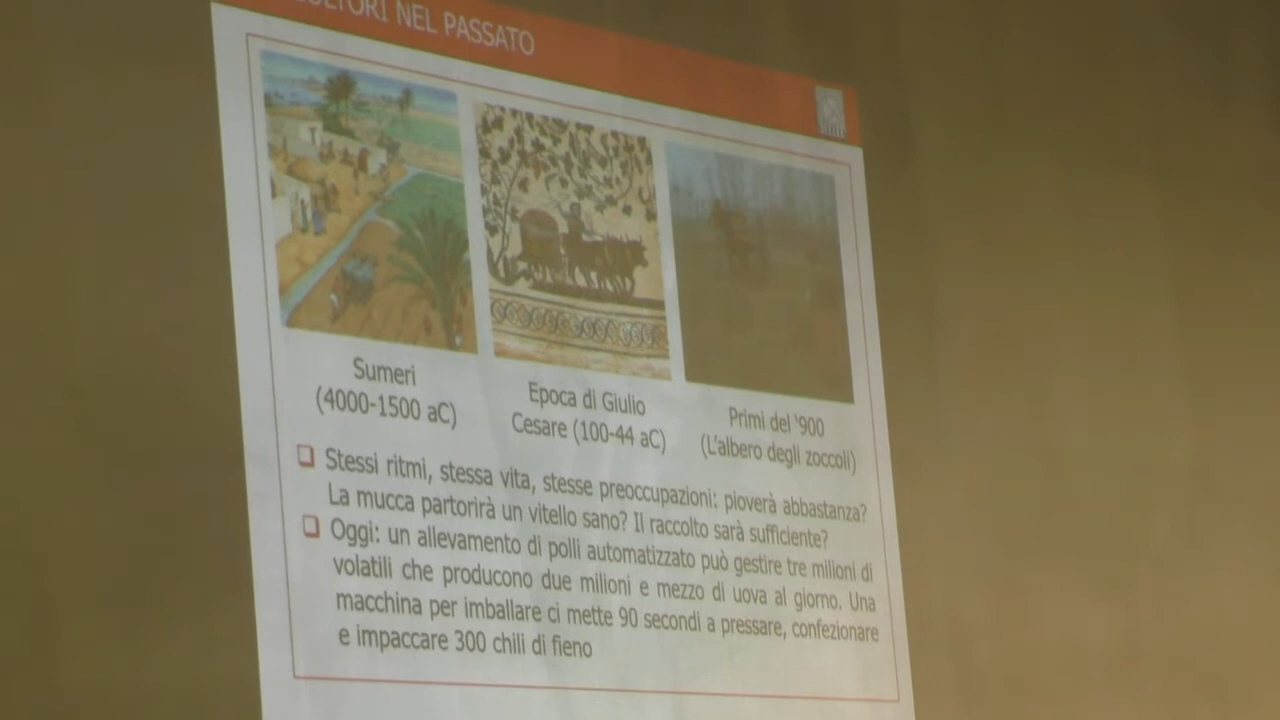 NEL PASSATO
Sumeri
(4000-1500 aC)
Epoca di Giulio
Cesare (100-44 aC)
Primi del '900
(L'albero degli zoccoli)
Stessi ritmi, stessa vita, stesse preoccupazioni: pioverà abbastanza?
La mucca partorirà un vitello sano? Il raccolto sarà sufficiente?
Oggi: un allevamento di polli automatizzato può gestire tre milioni di
volatili che producono due milioni e mezzo di uova al giorno. Una
macchina per imballare ci mette 90 secondi a pressare, confezionare
e impaccare 300 chili di fieno